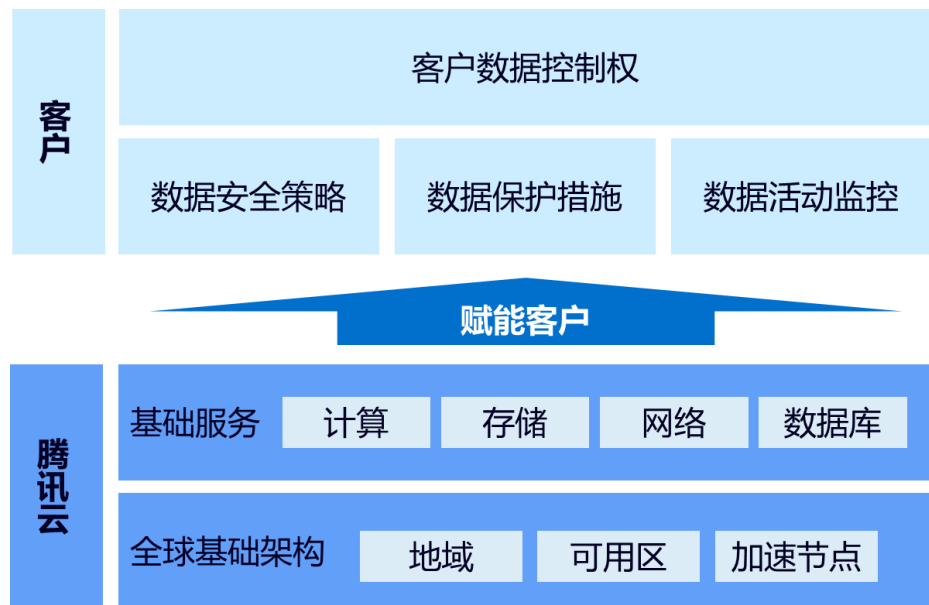 客户
客户数据控制权
数据安全策略
数据保护措施
数据活动监控
赋能客户
腾讯云
基础服务
计算
存储
网络
数据库
全球基础架构
地域
可用区
加速节点